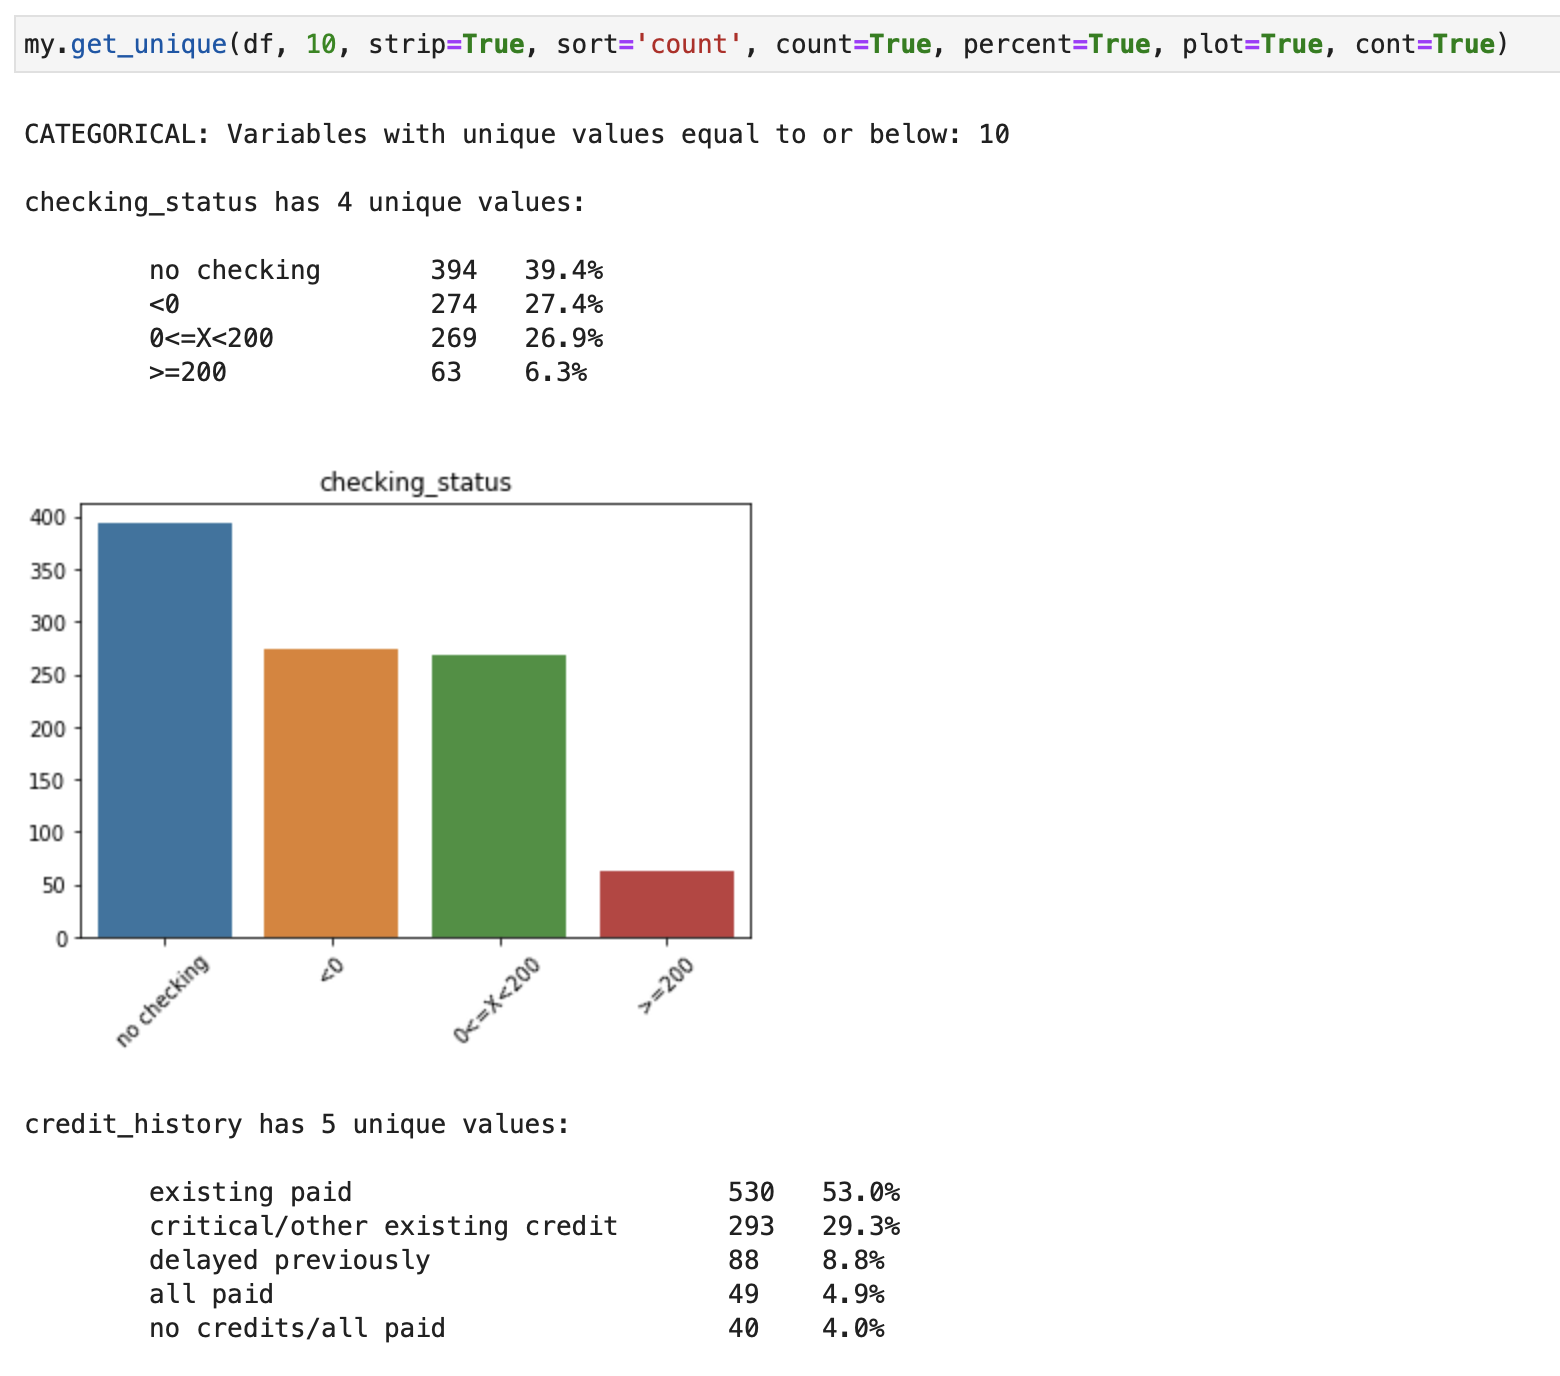 my.get_unique(df, 10, strip=True, sort='count', count=True, percent=True, plot=True, cont=True)
CATEGORICAL: Variables with unique values equal to or below: 10
checking_status has 4 unique values:
no checking 394 39.4%
<0 274 27.4%
0<=X<200 269 26.9%
>=200 63 6.3%
checking_status
400
350
300
250
200
150
100
50
0
no checking
<0
0<=X<200
>=200
credit_history has 5 unique values:
existing paid 530 53.0%
critical/other existing credit 293 29.3%
delayed previously 88 8.8%
all paid 49 4.9%
no credits/all paid 40 4.0%